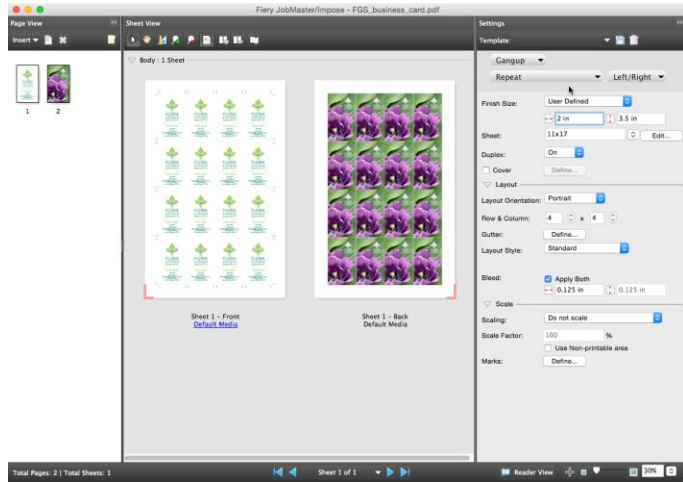 Fiery JobMaster/Impose - FGS_business_card.pdf
Page View
Sheet View
Settings
Insert
Template:
Body : 1 Sheet
Gangup
Repeat
Left/Right
1
2
Finish Size:
User Defined
2 in
3.5 in
Sheet:
11x17
Edit...
Duplex:
On
Cover
Define...
Layout
Layout Orientation:
Portrait
Row & Column:
4
x
4
Gutter:
Define...
Layout Style:
Standard
Bleed:
Apply Both
0.125 in
0.125 in
Scale
Scaling:
Do not scale
Scale Factor:
100
%
Use Non-printable area
Marks:
Define...
FLORA
Sheet 1 - Front
Default Media
Sheet 1 - Back
Default Media
Total Pages: 2 | Total Sheets: 1
Sheet 1 of 1
Reader View
30%